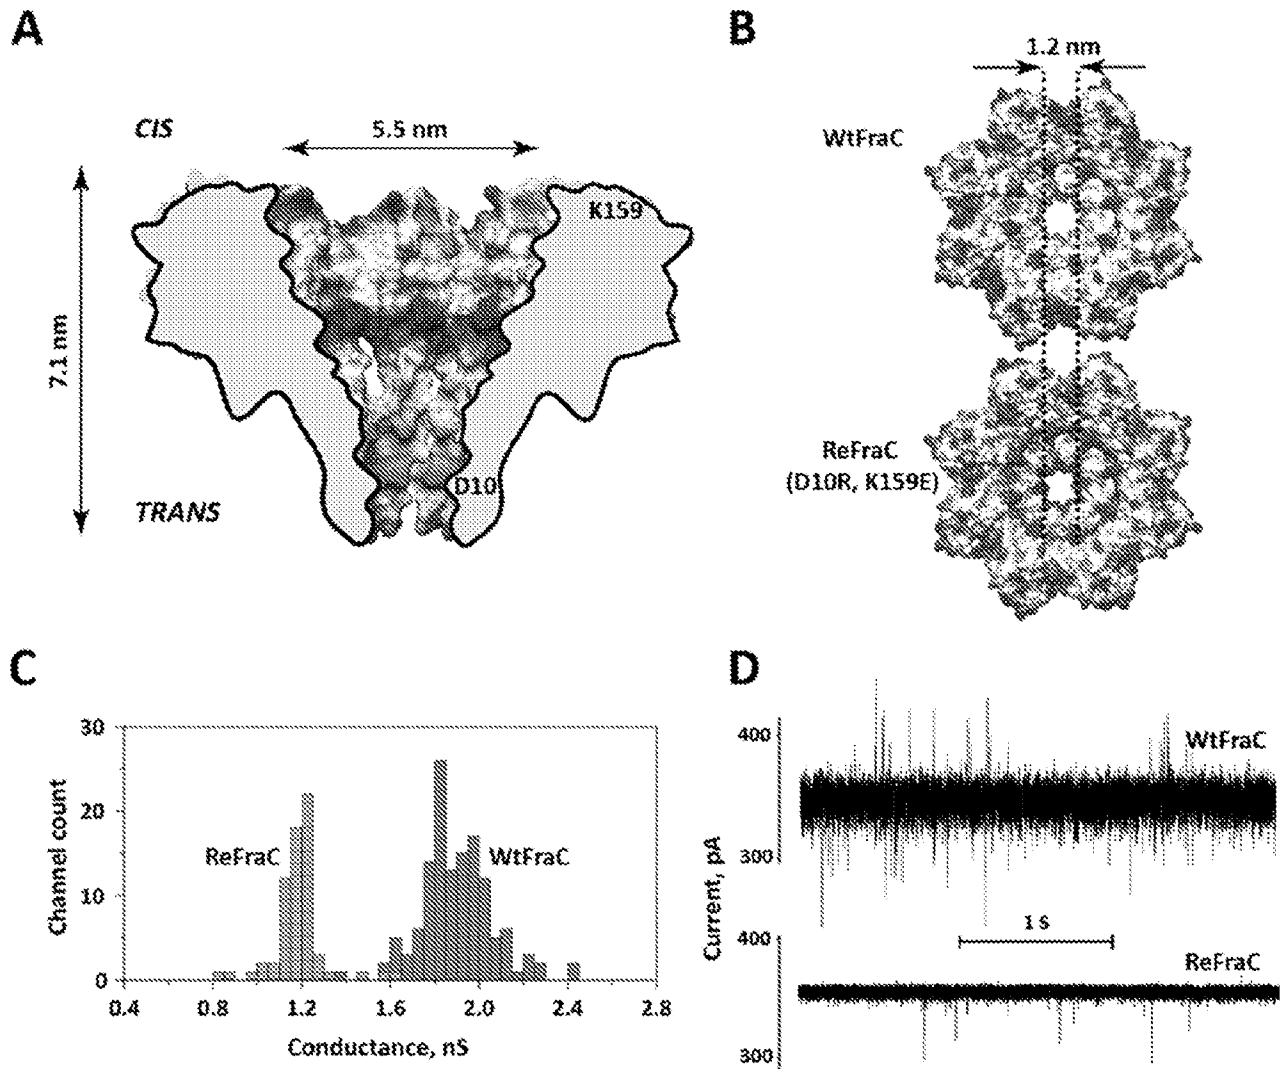 A
CIS
5.5 nm
K159
7.1 nm
D10
TRANS
B
1.2 nm
WtFraC
ReFraC
(D10R, K159E)
C
30
20
10
0
Channel count
ReFraC
WtFraC
0.4 0.8 1.2 1.6 2.0 2.4 2.8
Conductance, nS
D
400
WtFraC
300
Current, pA
1 s
400
ReFraC
300